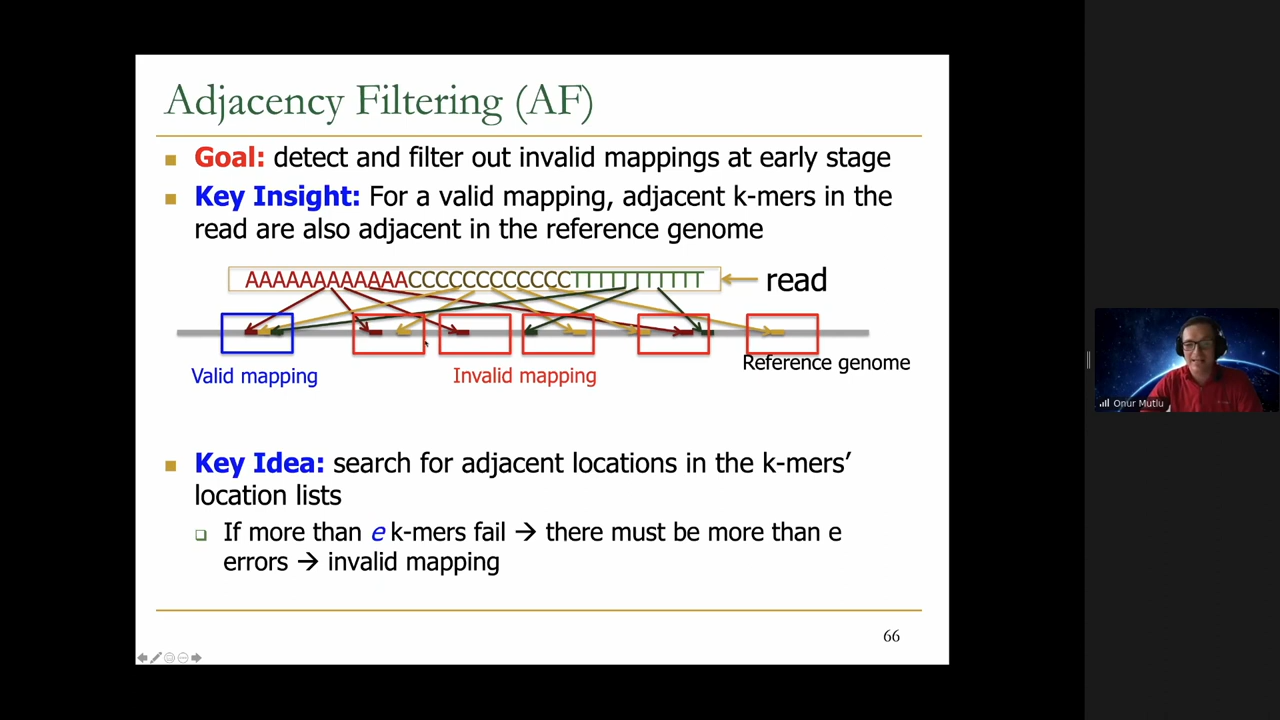 Adjacency Filtering (AF)
Goal: detect and filter out invalid mappings at early stage
Key Insight: For a valid mapping, adjacent k-mers in the
read are also adjacent in the reference genome
AAAAAAAAAAAACCCCCCCCCCCCTTTTTTTTTTTT
read
Reference genome
Valid mapping
Invalid mapping
Key Idea: search for adjacent locations in the k-mers’
location lists
If more than e k-mers fail → there must be more than e
errors → invalid mapping
66
Onur Mutlu